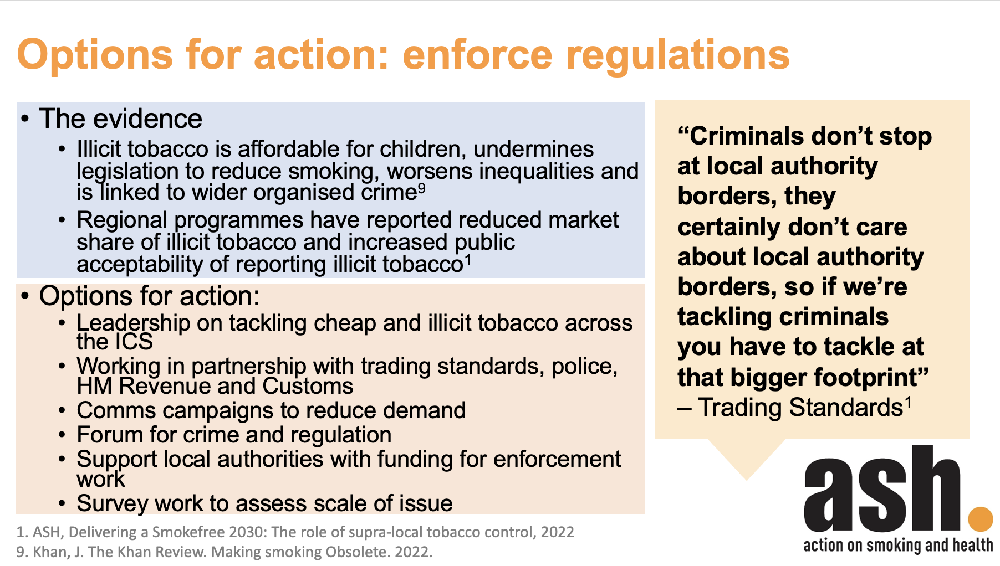 Options for action: enforce regulations
• The evidence
• Illicit tobacco is affordable for children, undermines
legislation to reduce smoking, worsens inequalities and
is linked to wider organised crime⁹
• Regional programmes have reported reduced market
share of illicit tobacco and increased public
acceptability of reporting illicit tobacco¹
• Options for action:
• Leadership on tackling cheap and illicit tobacco across
the ICS
• Working in partnership with trading standards, police,
HM Revenue and Customs
• Comms campaigns to reduce demand
• Forum for crime and regulation
• Support local authorities with funding for enforcement
work
• Survey work to assess scale of issue
“Criminals don’t stop
at local authority
borders, they
certainly don’t care
about local authority
borders, so if we’re
tackling criminals
you have to tackle at
that bigger footprint”
– Trading Standards¹
1. ASH, Delivering a Smokefree 2030: The role of supra-local tobacco control, 2022
9. Khan, J. The Khan Review. Making smoking Obsolete. 2022.
ash.
action on smoking and health